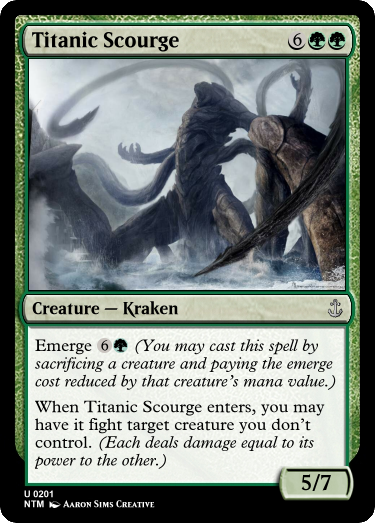 Titanic Scourge 6
Creature — Kraken
Emerge 6 (You may cast this spell by
sacrificing a creature and paying the emerge
cost reduced by that creature's mana value.)
When Titanic Scourge enters, you may
have it fight target creature you don't
control. (Each deals damage equal to its
power to the other.)
5/7
U 0201
NTM Aaron Sims Creative